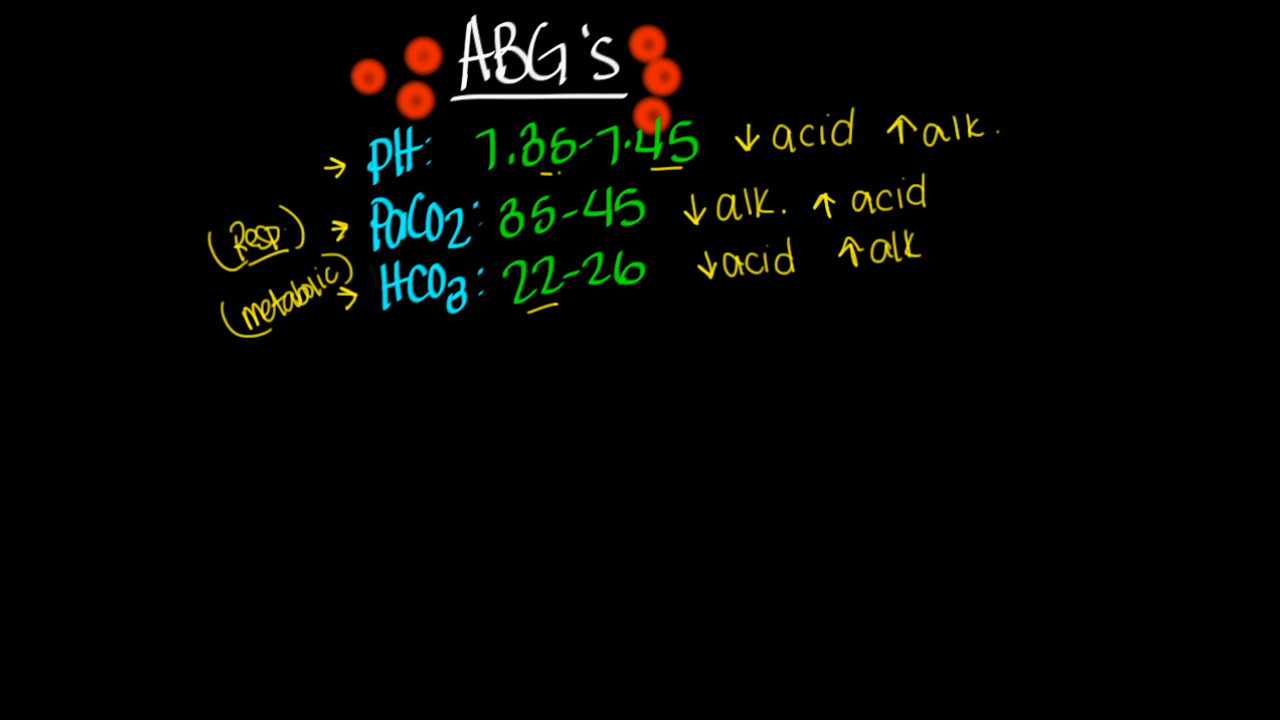 ABG's
→ pH: 7.35-7.45 ↓ acid ↑ alk.
(Resp.) → PaCO2: 35-45 ↓ alk. ↑ acid
(metabolic) → HCO3: 22-26 ↓ acid ↑ alk